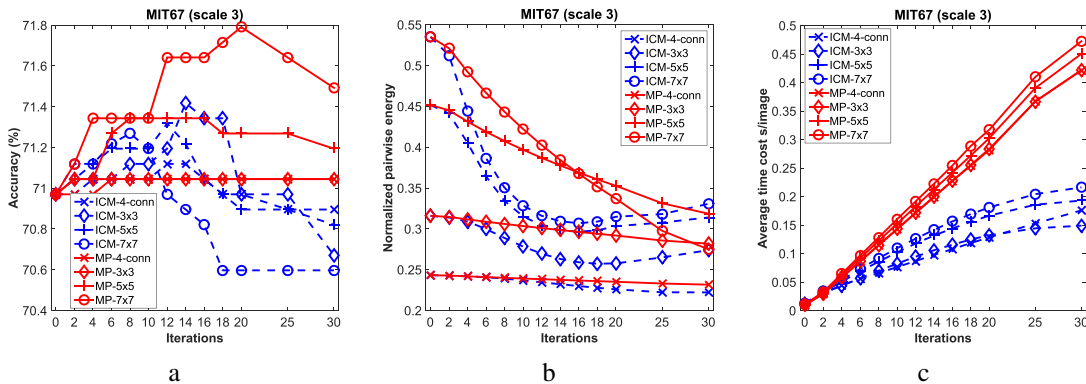 MIT67 (scale 3)
Accuracy (%)
71.8
71.6
71.4
71.2
71
70.8
70.6
70.4
ICM-4-conn
ICM-3x3
ICM-5x5
ICM-7x7
MP-4-conn
MP-3x3
MP-5x5
MP-7x7
0 2 4 6 8 10 12 14 16 18 20 25 30
Iterations
a
MIT67 (scale 3)
Normalized pairwise energy
0.55
0.5
0.45
0.4
0.35
0.3
0.25
0.2
ICM-4-conn
ICM-3x3
ICM-5x5
ICM-7x7
MP-4-conn
MP-3x3
MP-5x5
MP-7x7
0 2 4 6 8 10 12 14 16 18 20 25 30
Iterations
b
MIT67 (scale 3)
Average time cost s/image
0.5
0.45
0.4
0.35
0.3
0.25
0.2
0.15
0.1
0.05
0
ICM-4-conn
ICM-3x3
ICM-5x5
ICM-7x7
MP-4-conn
MP-3x3
MP-5x5
MP-7x7
0 2 4 6 8 10 12 14 16 18 20 25 30
Iterations
c